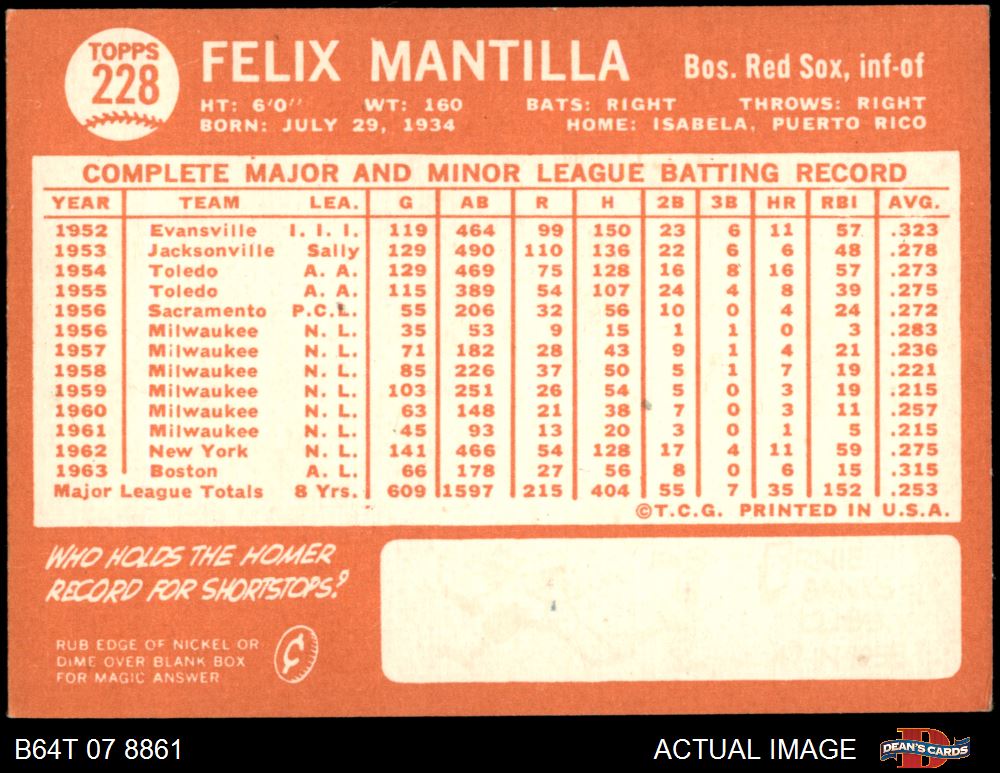 TOPPS
228
FELIX MANTILLA
Bos. Red Sox, inf-of
HT: 6'0" WT: 160 BATS: RIGHT THROWS: RIGHT
BORN: JULY 29, 1934 HOME: ISABELA, PUERTO RICO
COMPLETE MAJOR AND MINOR LEAGUE BATTING RECORD
YEAR TEAM LEA. G AB R H 2B 3B HR RBI AVG.
1952 Evansville I. I. I. 119 464 99 150 23 6 11 57 .323
1953 Jacksonville Sally 129 490 110 136 22 6 6 48 .278
1954 Toledo A. A. 129 469 75 128 16 8 16 57 .273
1955 Toledo A. A. 115 389 54 107 24 4 8 39 .275
1956 Sacramento P.C.L. 55 206 32 56 10 0 4 24 .272
1956 Milwaukee N. L. 35 53 9 15 1 1 0 3 .283
1957 Milwaukee N. L. 71 182 28 43 9 1 4 21 .236
1958 Milwaukee N. L. 85 226 37 50 5 1 7 19 .221
1959 Milwaukee N. L. 103 251 26 54 5 0 3 19 .215
1960 Milwaukee N. L. 63 148 21 38 7 0 3 11 .257
1961 Milwaukee N. L. 45 93 13 20 3 0 1 5 .215
1962 New York N. L. 141 466 54 128 17 4 11 59 .275
1963 Boston A. L. 66 178 27 56 8 0 6 15 .315
Major League Totals 8 Yrs. 609 1597 215 404 55 7 35 152 .253
©T.C.G. PRINTED IN U.S.A.
WHO HOLDS THE HOMER
RECORD FOR SHORTSTOPS?
RUB EDGE OF NICKEL OR
DIME OVER BLANK BOX
FOR MAGIC ANSWER
B64T 07 8861
ACTUAL IMAGE
DEAN'S CARDS